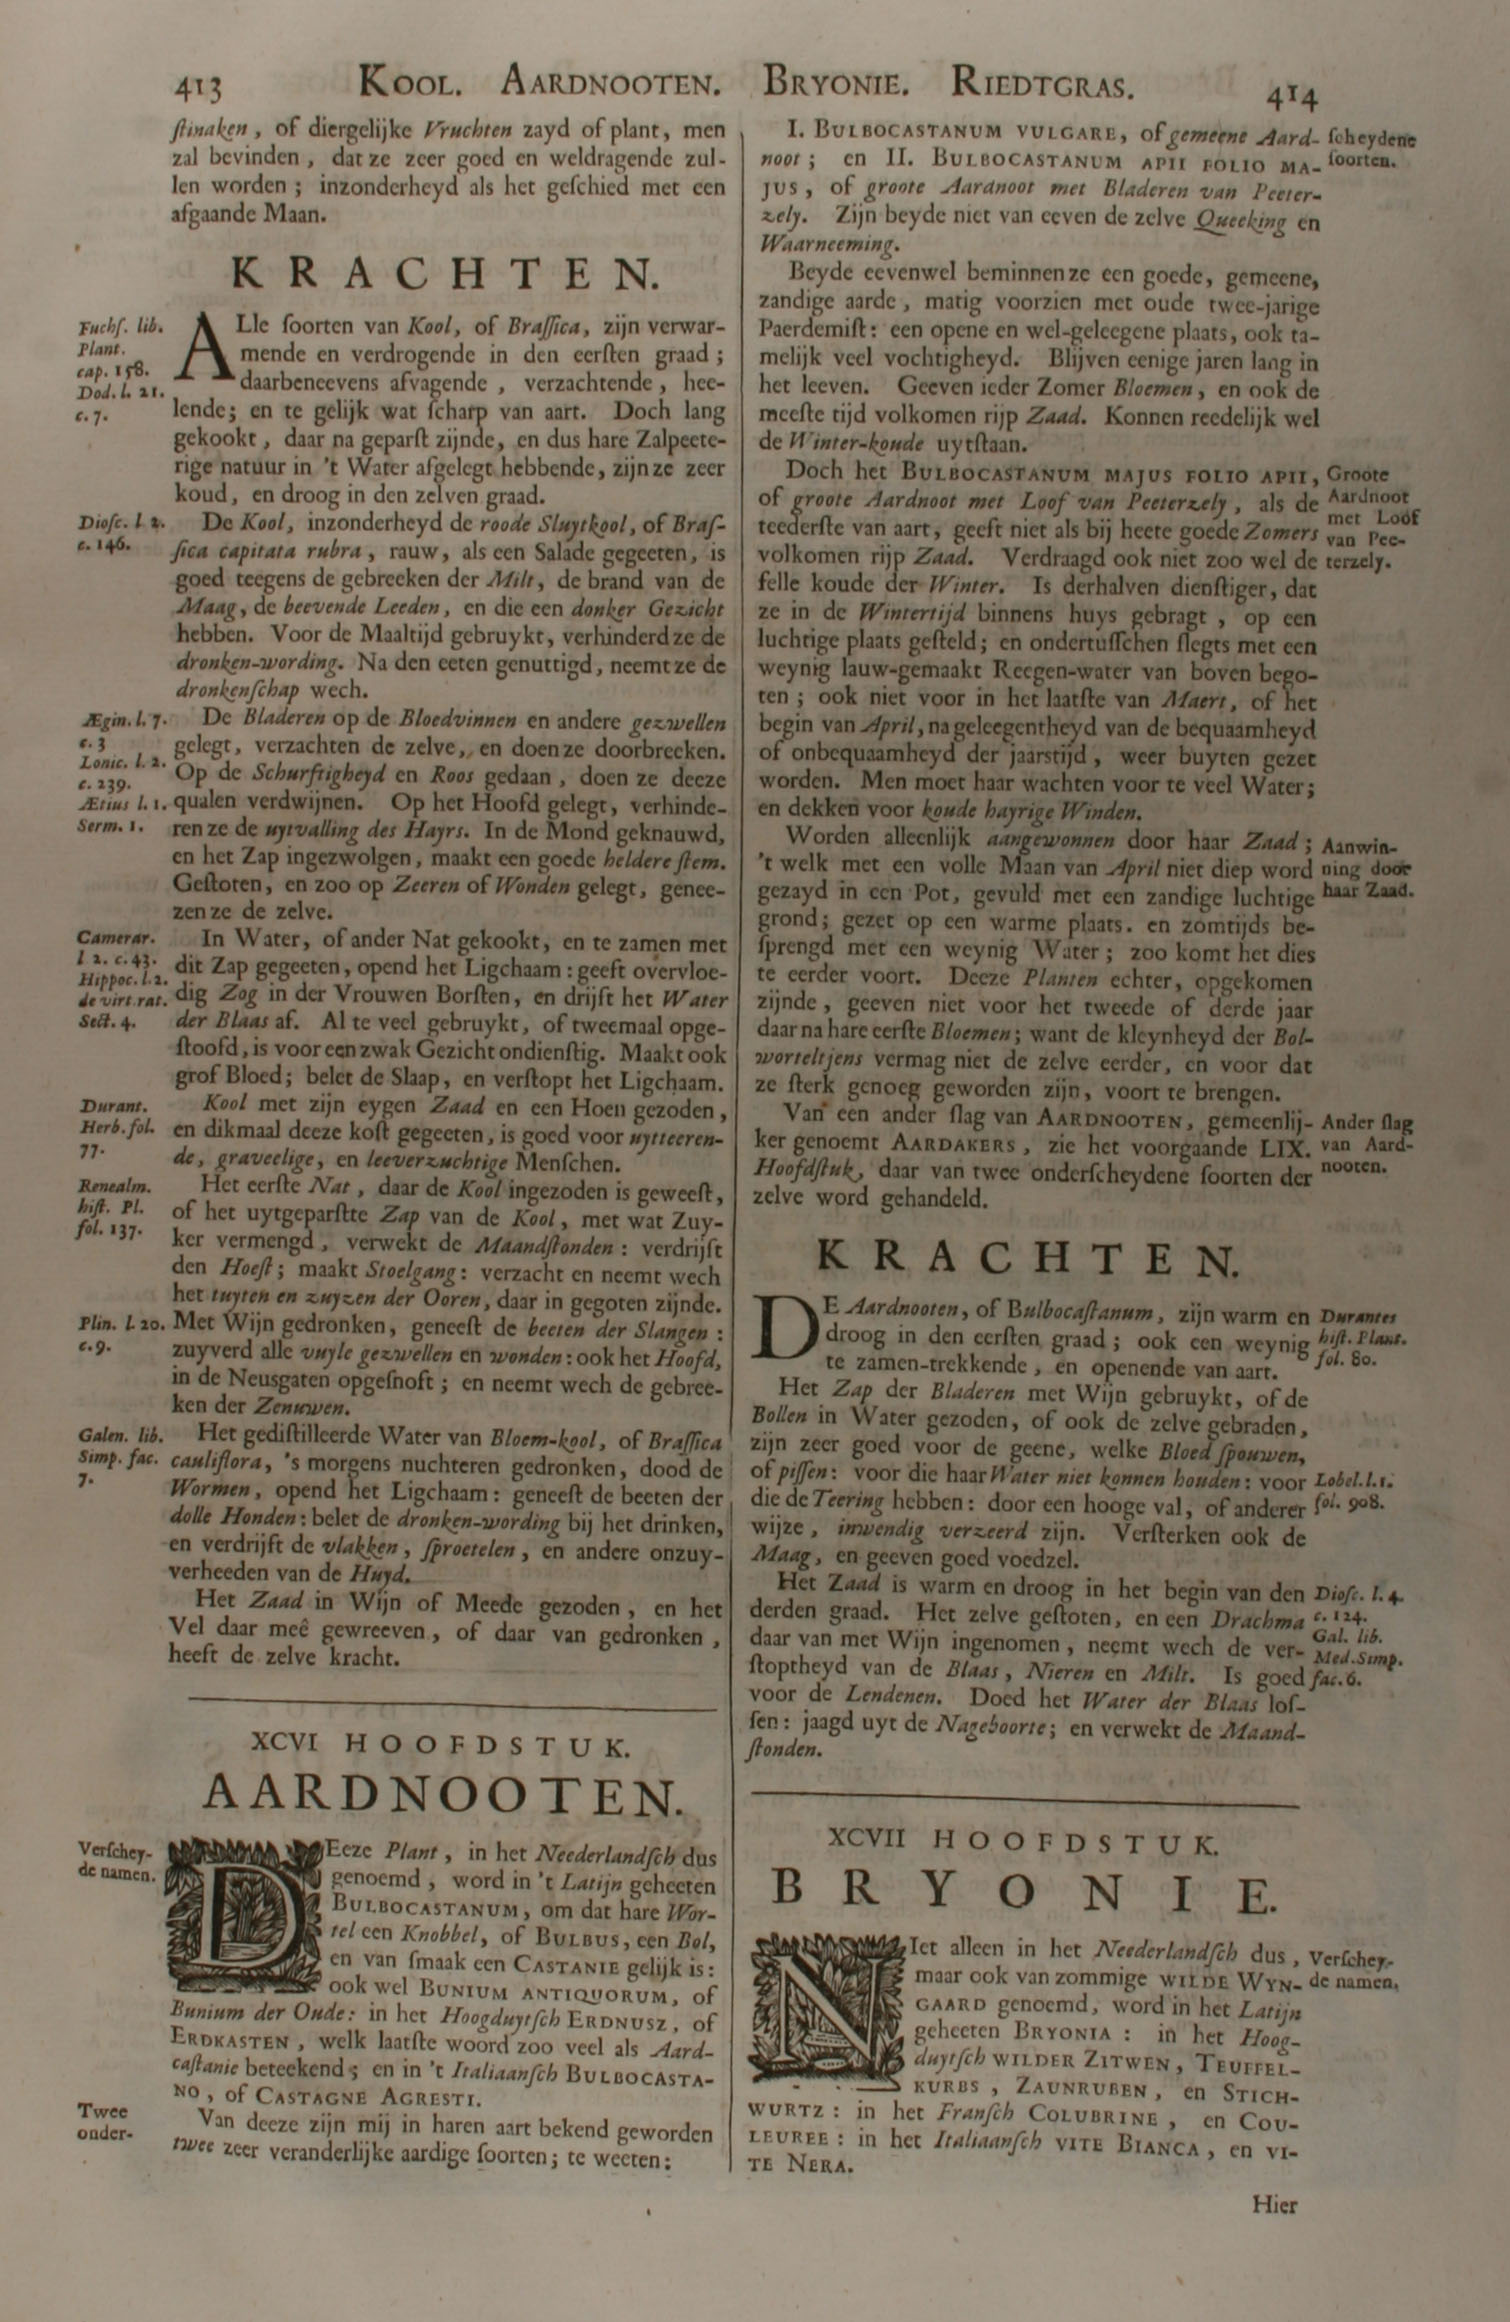 413 KOOL. AARDNOOTEN. BRYONIE. RIEDTGRAS. 414
ſtinaken, of diergelijke Vruchten zayd of plant, men
zal bevinden, dat ze zeer goed en weldragende zul-
len worden; inzonderheyd als het geſchied met een
afgaande Maan.
KRACHTEN.
Fuchſ. lib.
Plant.
cap. 158.
Dod. l. 21.
c. 7.
ALle ſoorten van Kool, of Braſſica, zijn verwar-
mende en verdrogende in den eerſten graad;
daarbeneevens afvagende, verzachtende, hee-
lende; en te gelijk wat ſcharp van aart. Doch lang
gekookt, daar na geparſt zijnde, en dus hare Zalpeete-
rige natuur in 't Water afgelegt hebbende, zijnze zeer
koud, en droog in den zelven graad.
Dioſc. l 2.
c. 146.
De Kool, inzonderheyd de roode Sluytkool, of Braſ-
ſica capitata rubra, rauw, als een Salade gegeeten, is
goed teegens de gebreeken der Milt, de brand van de
Maag, de beevende Leeden, en die een donker Gezicht
hebben. Voor de Maaltijd gebruykt, verhinderdze de
dronken-wording. Na den eeten genuttigd, neemtze de
dronkenſchap wech.
Ægin. l. 7.
c. 3
Lonic. l. 2.
c. 239.
Ætius l. 1.
Serm. 1.
De Bladeren op de Bloedvinnen en andere gezwellen
gelegt, verzachten de zelve, en doenze doorbreeken.
Op de Schurftigheyd en Roos gedaan, doen ze deeze
qualen verdwijnen. Op het Hoofd gelegt, verhinde-
ren ze de uytvalling des Hayrs. In de Mond geknauwd,
en het Zap ingezwolgen, maakt een goede heldere ſtem.
Geſtoten, en zoo op Zeeren of Wonden gelegt, genee-
zen ze de zelve.
Camerar.
l 2. c. 43.
Hippoc. l. 2.
de virt. rat.
Sect. 4.
In Water, of ander Nat gekookt, en te zamen met
dit Zap gegeeten, opend het Ligchaam: geeft overvloe-
dig Zog in der Vrouwen Borſten, en drijft het Water
der Blaas af. Al te veel gebruykt, of tweemaal opge-
ſtoofd, is voor een zwak Gezicht ondienſtig. Maakt ook
grof Bloed; belet de Slaap, en verſtopt het Ligchaam.
Durant.
Herb. fol.
77.
Kool met zijn eygen Zaad en een Hoen gezoden,
en dikmaal deeze koſt gegeeten, is goed voor uytteeren-
de, graveelige, en leeverzuchtige Menſchen.
Renealm.
hiſt. Pl.
fol. 137.
Het eerſte Nat, daar de Kool ingezoden is geweeſt,
of het uytgeparſtte Zap van de Kool, met wat Zuy-
ker vermengd, verwekt de Maandſtonden: verdrijft
den Hoeſt; maakt Stoelgang: verzacht en neemt wech
het tuyten en zuyzen der Ooren, daar in gegoten zijnde.
Plin. l. 20.
c. 9.
Met Wijn gedronken, geneeſt de beeten der Slangen:
zuyverd alle vuyle gezwellen en wonden: ook het Hoofd,
in de Neusgaten opgeſnoft; en neemt wech de gebree-
ken der Zenuwen.
Galen. lib.
Simp. fac.
7.
Het gediſtilleerde Water van Bloem-kool, of Braſſica
cauliflora, 's morgens nuchteren gedronken, dood de
Wormen, opend het Ligchaam: geneeſt de beeten der
dolle Honden: belet de dronken-wording bij het drinken,
en verdrijft de vlakken, ſproetelen, en andere onzuy-
verheeden van de Huyd.
Het Zaad in Wijn of Meede gezoden, en het
Vel daar meê gewreeven, of daar van gedronken,
heeft de zelve kracht.
XCVI HOOFDSTUK.
AARDNOOTEN.
Verſchey-
de namen.
DEeze Plant, in het Neederlandſch dus
genoemd, word in 't Latijn geheeten
BULBOCASTANUM, om dat hare Wor-
tel een Knobbel, of BULBUS, een Bol,
en van ſmaak een CASTANIE gelijk is:
ook wel BUNIUM ANTIQUORUM, of
Bunium der Oude: in het Hoogduytſch ERDNUSZ, of
ERDKASTEN, welk laatſte woord zoo veel als Aard-
caſtanie beteekend; en in 't Italiaanſch BULBOCASTA-
NO, of CASTAGNE AGRESTI.
Twee
onder-
Van deeze zijn mij in haren aart bekend geworden
twee zeer veranderlijke aardige ſoorten; te weeten:
I. BULBOCASTANUM VULGARE, of gemeene Aard-
noot; en II. BULBOCASTANUM APII FOLIO MA-
JUS, of groote Aardnoot met Bladeren van Peeter-
zely. Zijn beyde niet van eeven de zelve Queeking en
Waarneeming.
ſcheydene
ſoorten.
Beyde eevenwel beminnenze een goede, gemeene,
zandige aarde, matig voorzien met oude twee-jarige
Paerdemiſt: een opene en wel-geleegene plaats, ook ta-
melijk veel vochtigheyd. Blijven eenige jaren lang in
het leeven. Geeven ieder Zomer Bloemen, en ook de
meeſte tijd volkomen rijp Zaad. Konnen reedelijk wel
de Winter-koude uytſtaan.
Doch het BULBOCASTANUM MAJUS FOLIO APII,
of groote Aardnoot met Loof van Peeterzely, als de
teederſte van aart, geeft niet als bij heete goede Zomers
volkomen rijp Zaad. Verdraagd ook niet zoo wel de
felle koude der Winter. Is derhalven dienſtiger, dat
ze in de Wintertijd binnens huys gebragt, op een
luchtige plaats geſteld; en ondertuſſchen ſlegts met een
weynig lauw-gemaakt Reegen-water van boven bego-
ten; ook niet voor in het laatſte van Maert, of het
begin van April, na geleegentheyd van de bequaamheyd
of onbequaamheyd der jaarstijd, weer buyten gezet
worden. Men moet haar wachten voor te veel Water;
en dekken voor koude hayrige Winden.
Groote
Aardnoot
met Loof
van Pee-
terzely.
Worden alleenlijk aangewonnen door haar Zaad;
't welk met een volle Maan van April niet diep word
gezayd in een Pot, gevuld met een zandige luchtige
grond; gezet op een warme plaats. en zomtijds be-
ſprengd met een weynig Water; zoo komt het dies
te eerder voort. Deeze Planten echter, opgekomen
zijnde, geeven niet voor het tweede of derde jaar
daar na hare eerſte Bloemen; want de kleynheyd der Bol-
worteltjens vermag niet de zelve eerder, en voor dat
ze ſterk genoeg geworden zijn, voort te brengen.
Aanwin-
ning door
haar Zaad.
Van een ander ſlag van AARDNOOTEN, gemeenlij-
ker genoemt AARDAKERS, zie het voorgaande LIX.
Hoofdſtuk, daar van twee onderſcheydene ſoorten der
zelve word gehandeld.
Ander ſlag
van Aard-
nooten.
KRACHTEN.
DE Aardnooten, of Bulbocaſtanum, zijn warm en
droog in den eerſten graad; ook een weynig
te zamen-trekkende, en openende van aart.
Durantes
hiſt. Plant.
fol. 80.
Het Zap der Bladeren met Wijn gebruykt, of de
Bollen in Water gezoden, of ook de zelve gebraden,
zijn zeer goed voor de geene, welke Bloed ſpouwen,
of piſſen: voor die haar Water niet konnen houden: voor
die de Teering hebben: door een hooge val, of anderer
wijze, inwendig verzeerd zijn. Verſterken ook de
Maag, en geeven goed voedzel.
Lobel. l. 1.
fol. 908.
Het Zaad is warm en droog in het begin van den
derden graad. Het zelve geſtoten, en een Drachma
daar van met Wijn ingenomen, neemt wech de ver-
ſtoptheyd van de Blaas, Nieren en Milt. Is goed
voor de Lendenen. Doed het Water der Blaas loſ-
ſen: jaagd uyt de Nageboorte; en verwekt de Maand-
ſtonden.
Dioſc. l. 4.
c. 124.
Gal. lib.
Med. Simp.
fac. 6.
XCVII HOOFDSTUK.
BRYONIE.
NIet alleen in het Neederlandſch dus,
maar ook van zommige WILDE WYN-
GAARD genoemd, word in het Latijn
geheeten BRYONIA: in het Hoog-
duytſch WILDER ZITWEN, TEUFFEL-
KURBS, ZAUNRUBEN, en STICH-
WURTZ: in het Franſch COLUBRINE, en COU-
LEUREE: in het Italiaanſch VITE BIANCA, en VI-
TE NERA.
Verſchey-
de namen.
Hier